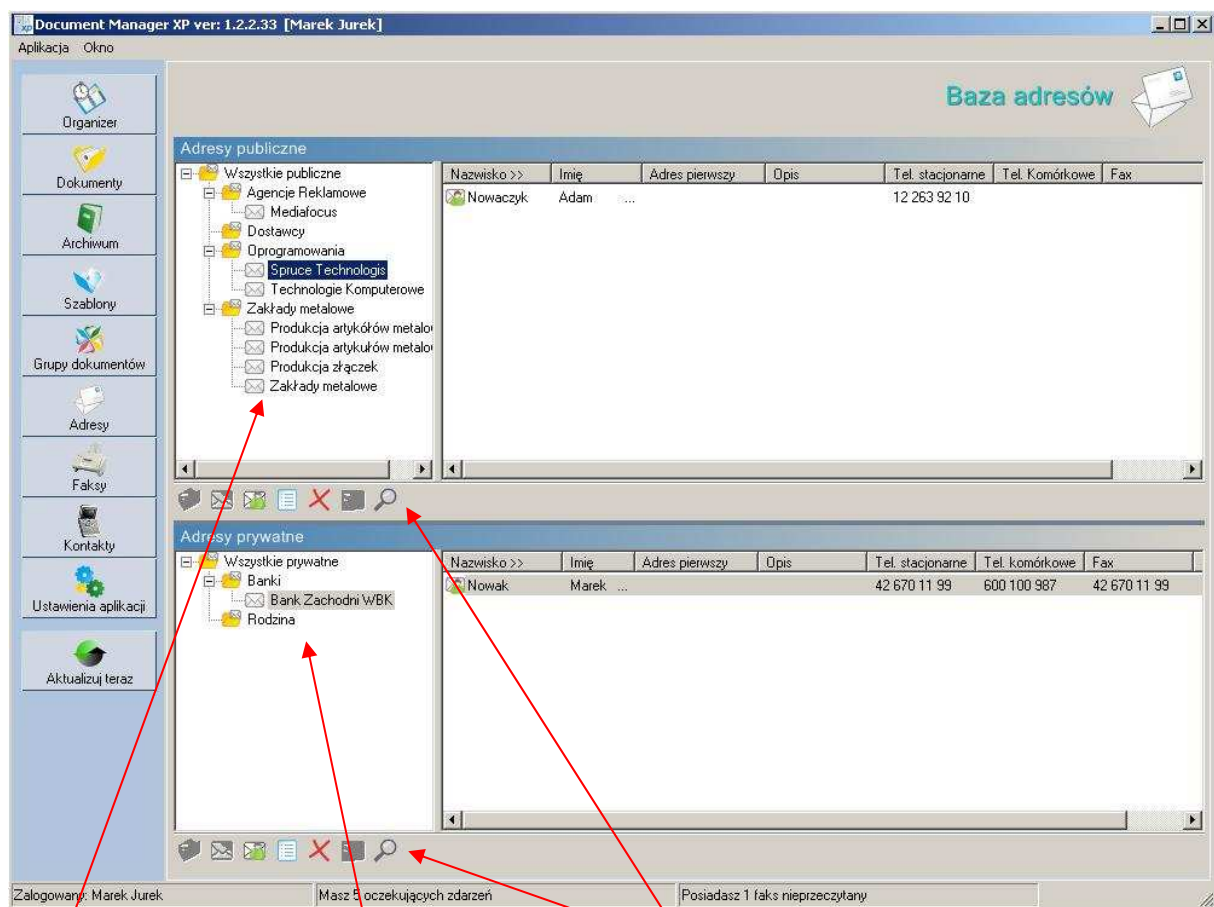 Document Manager XP ver: 1.2.2.33 [Marek Jurek]
Aplikacja Okno
Organizer
Dokumenty
Archiwum
Szablony
Grupy dokumentów
Adresy
Faksy
Kontakty
Ustawienia aplikacji
Aktualizuj teraz
Baza adresów
Adresy publiczne
Wszystkie publiczne
Agencje Reklamowe
Mediafocus
Dostawcy
Oprogramowania
Spruce Technologis
Technologie Komputerowe
Zakłady metalowe
Produkcja artykółów metalo
Produkcja artykułów metalo
Produkcja złączek
Zakłady metalowe
Nazwisko >> Imię Adres pierwszy Opis Tel. stacjonarne Tel. Komórkowe Fax
Nowaczyk Adam ... 12 263 92 10
Adresy prywatne
Wszystkie prywatne
Banki
Bank Zachodni WBK
Rodzina
Nazwisko >> Imię Adres pierwszy Opis Tel. stacjonarne Tel. komórkowe Fax
Nowak Marek ... 42 670 11 99 600 100 987 42 670 11 99
Zalogowany: Marek Jurek Masz 5 oczekujących zdarzeń Posiadasz 1 faks nieprzeczytany